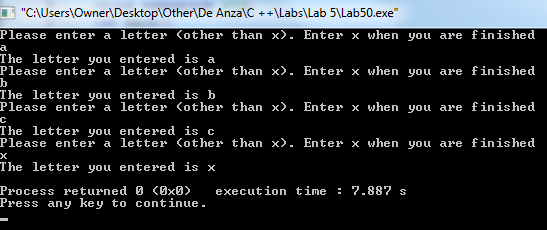 "C:\Users\Owner\Desktop\Other\De Anza\C ++\Labs\Lab 5\Lab50.exe"
Please enter a letter (other than x). Enter x when you are finished
a
The letter you entered is a
Please enter a letter (other than x). Enter x when you are finished
b
The letter you entered is b
Please enter a letter (other than x). Enter x when you are finished
c
The letter you entered is c
Please enter a letter (other than x). Enter x when you are finished
x
The letter you entered is x
Process returned 0 (0x0)   execution time : 7.887 s
Press any key to continue.